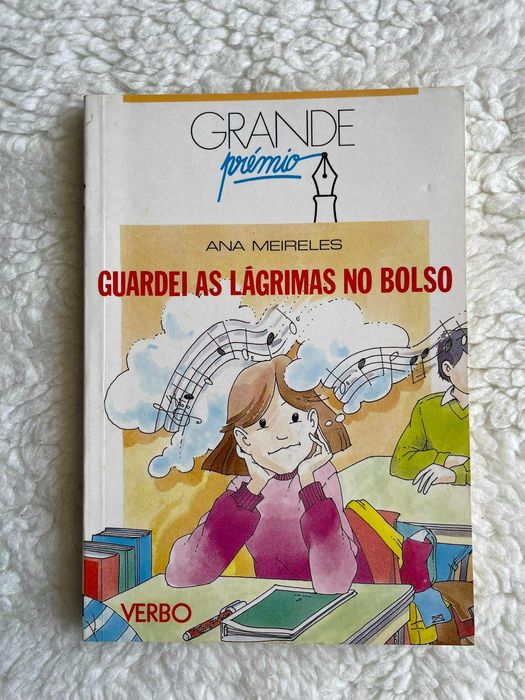 GRANDE
prémio
ANA MEIRELES
GUARDEI AS LÁGRIMAS NO BOLSO
VERBO